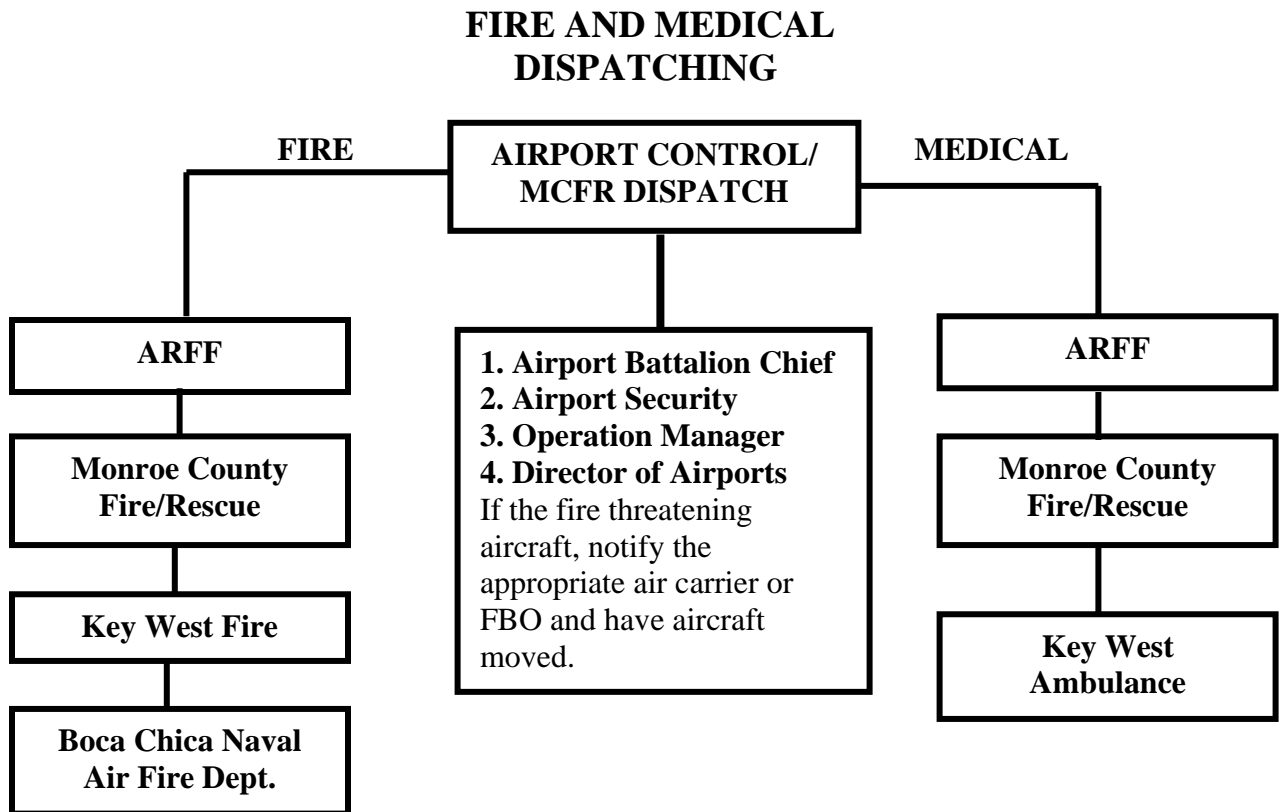 FIRE AND MEDICAL
DISPATCHING
FIRE
AIRPORT CONTROL/
MCFR DISPATCH
MEDICAL
ARFF
Monroe County
Fire/Rescue
Key West Fire
Boca Chica Naval
Air Fire Dept.
1. Airport Battalion Chief
2. Airport Security
3. Operation Manager
4. Director of Airports
If the fire threatening
aircraft, notify the
appropriate air carrier or
FBO and have aircraft
moved.
ARFF
Monroe County
Fire/Rescue
Key West
Ambulance